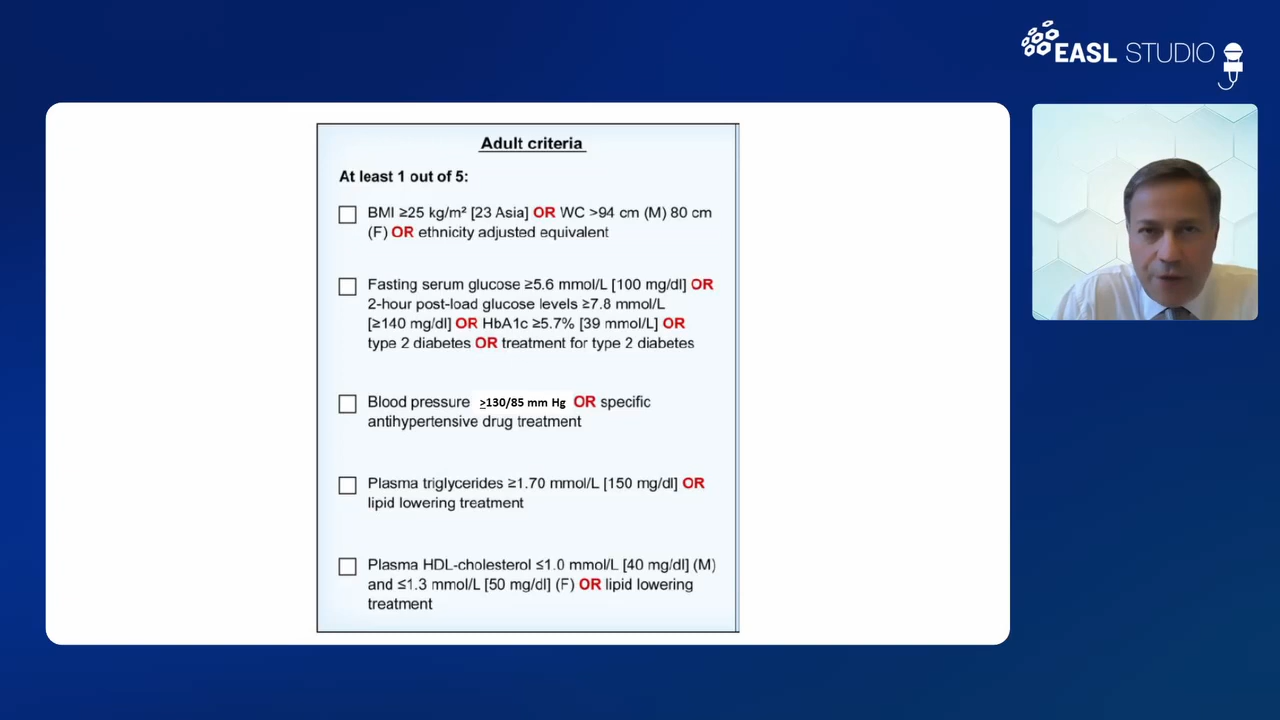 EASL STUDIO
Adult criteria
At least 1 out of 5:
BMI ≥25 kg/m² [23 Asia] OR WC >94 cm (M) 80 cm
(F) OR ethnicity adjusted equivalent
Fasting serum glucose ≥5.6 mmol/L [100 mg/dl] OR
2-hour post-load glucose levels ≥7.8 mmol/L
[≥140 mg/dl] OR HbA1c ≥5.7% [39 mmol/L] OR
type 2 diabetes OR treatment for type 2 diabetes
Blood pressure ≥130/85 mm Hg OR specific
antihypertensive drug treatment
Plasma triglycerides ≥1.70 mmol/L [150 mg/dl] OR
lipid lowering treatment
Plasma HDL-cholesterol ≤1.0 mmol/L [40 mg/dl] (M)
and ≤1.3 mmol/L [50 mg/dl] (F) OR lipid lowering
treatment